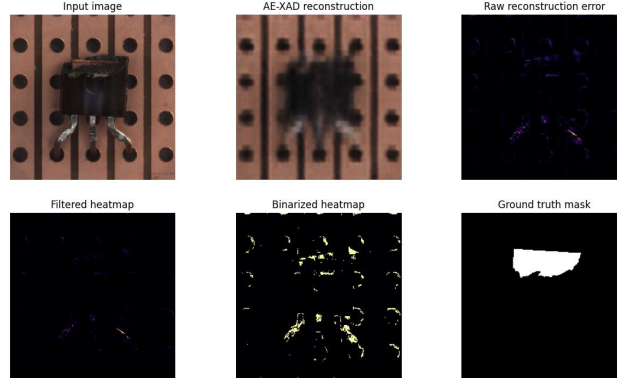 Input image
AE-XAD reconstruction
Raw reconstruction error
Filtered heatmap
Binarized heatmap
Ground truth mask